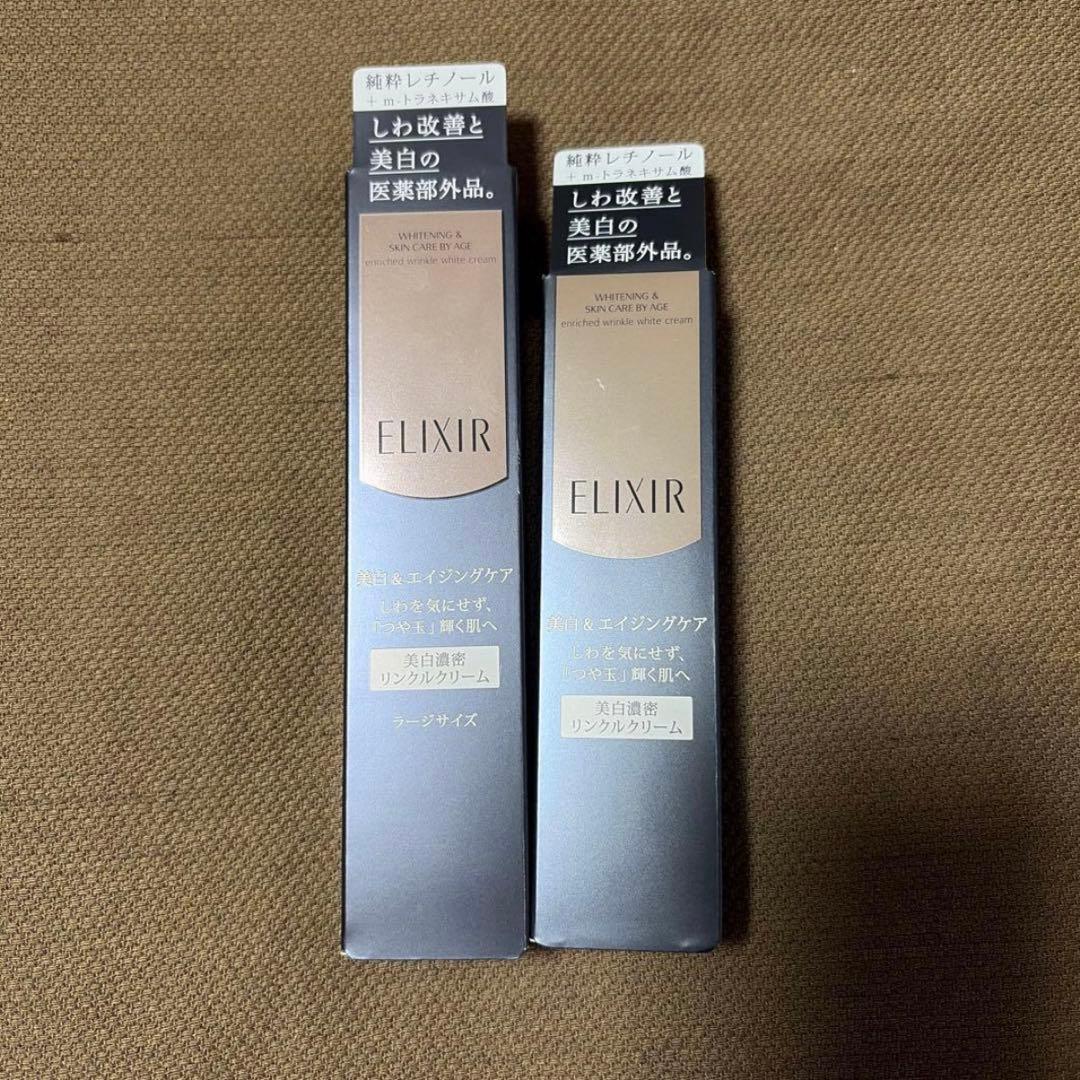 純粋レチノール
+ m-トラネキサム酸
しわ改善と
美白の
医薬部外品。
WHITENING &
SKIN CARE BY AGE
enriched wrinkle white cream
ELIXIR
美白&エイジングケア
しわを気にせず、
「つや玉」輝く肌へ
美白濃密
リンクルクリーム
ラージサイズ
純粋レチノール
+ m-トラネキサム酸
しわ改善と
美白の
医薬部外品。
WHITENING &
SKIN CARE BY AGE
enriched wrinkle white cream
ELIXIR
美白&エイジングケア
しわを気にせず、
「つや玉」輝く肌へ
美白濃密
リンクルクリーム